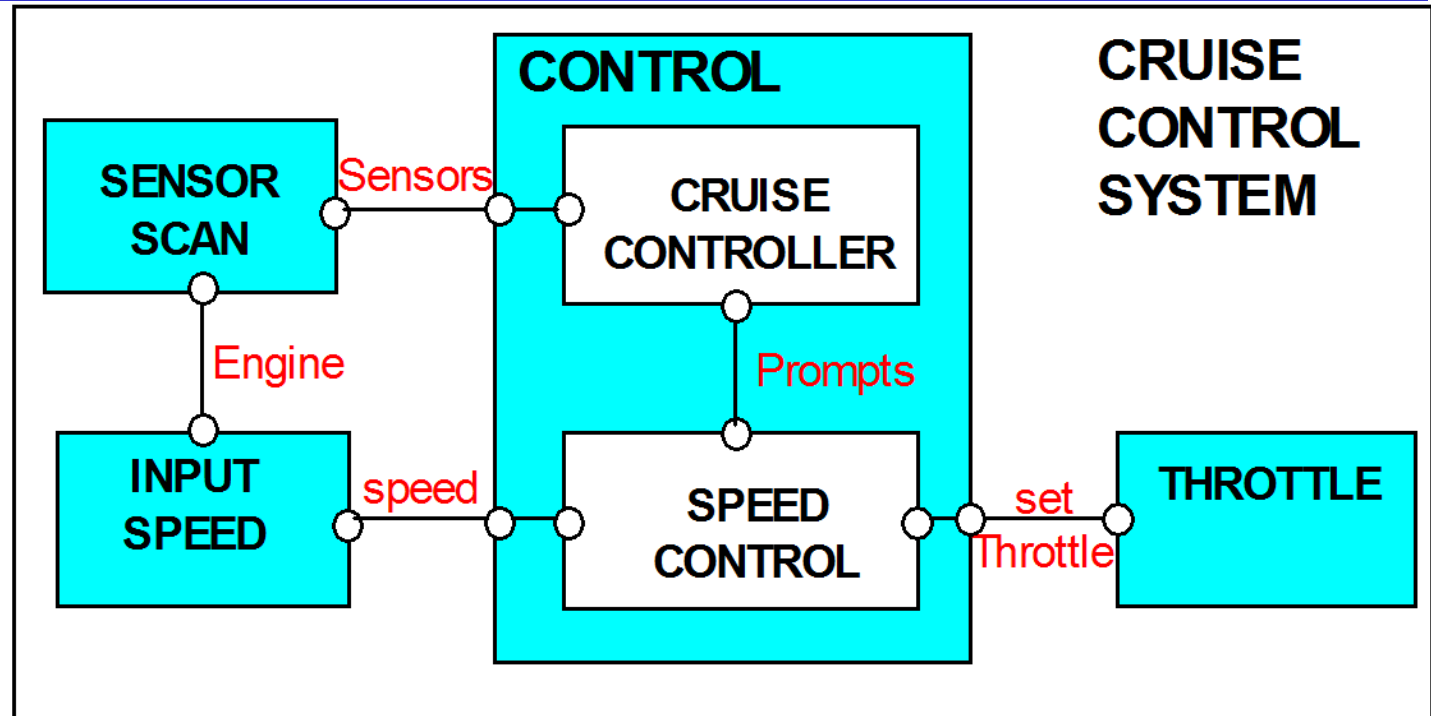 CRUISE
CONTROL
SYSTEM
CONTROL
SENSOR
SCAN
Sensors
CRUISE
CONTROLLER
Engine
Prompts
INPUT
SPEED
speed
SPEED
CONTROL
set
Throttle
THROTTLE